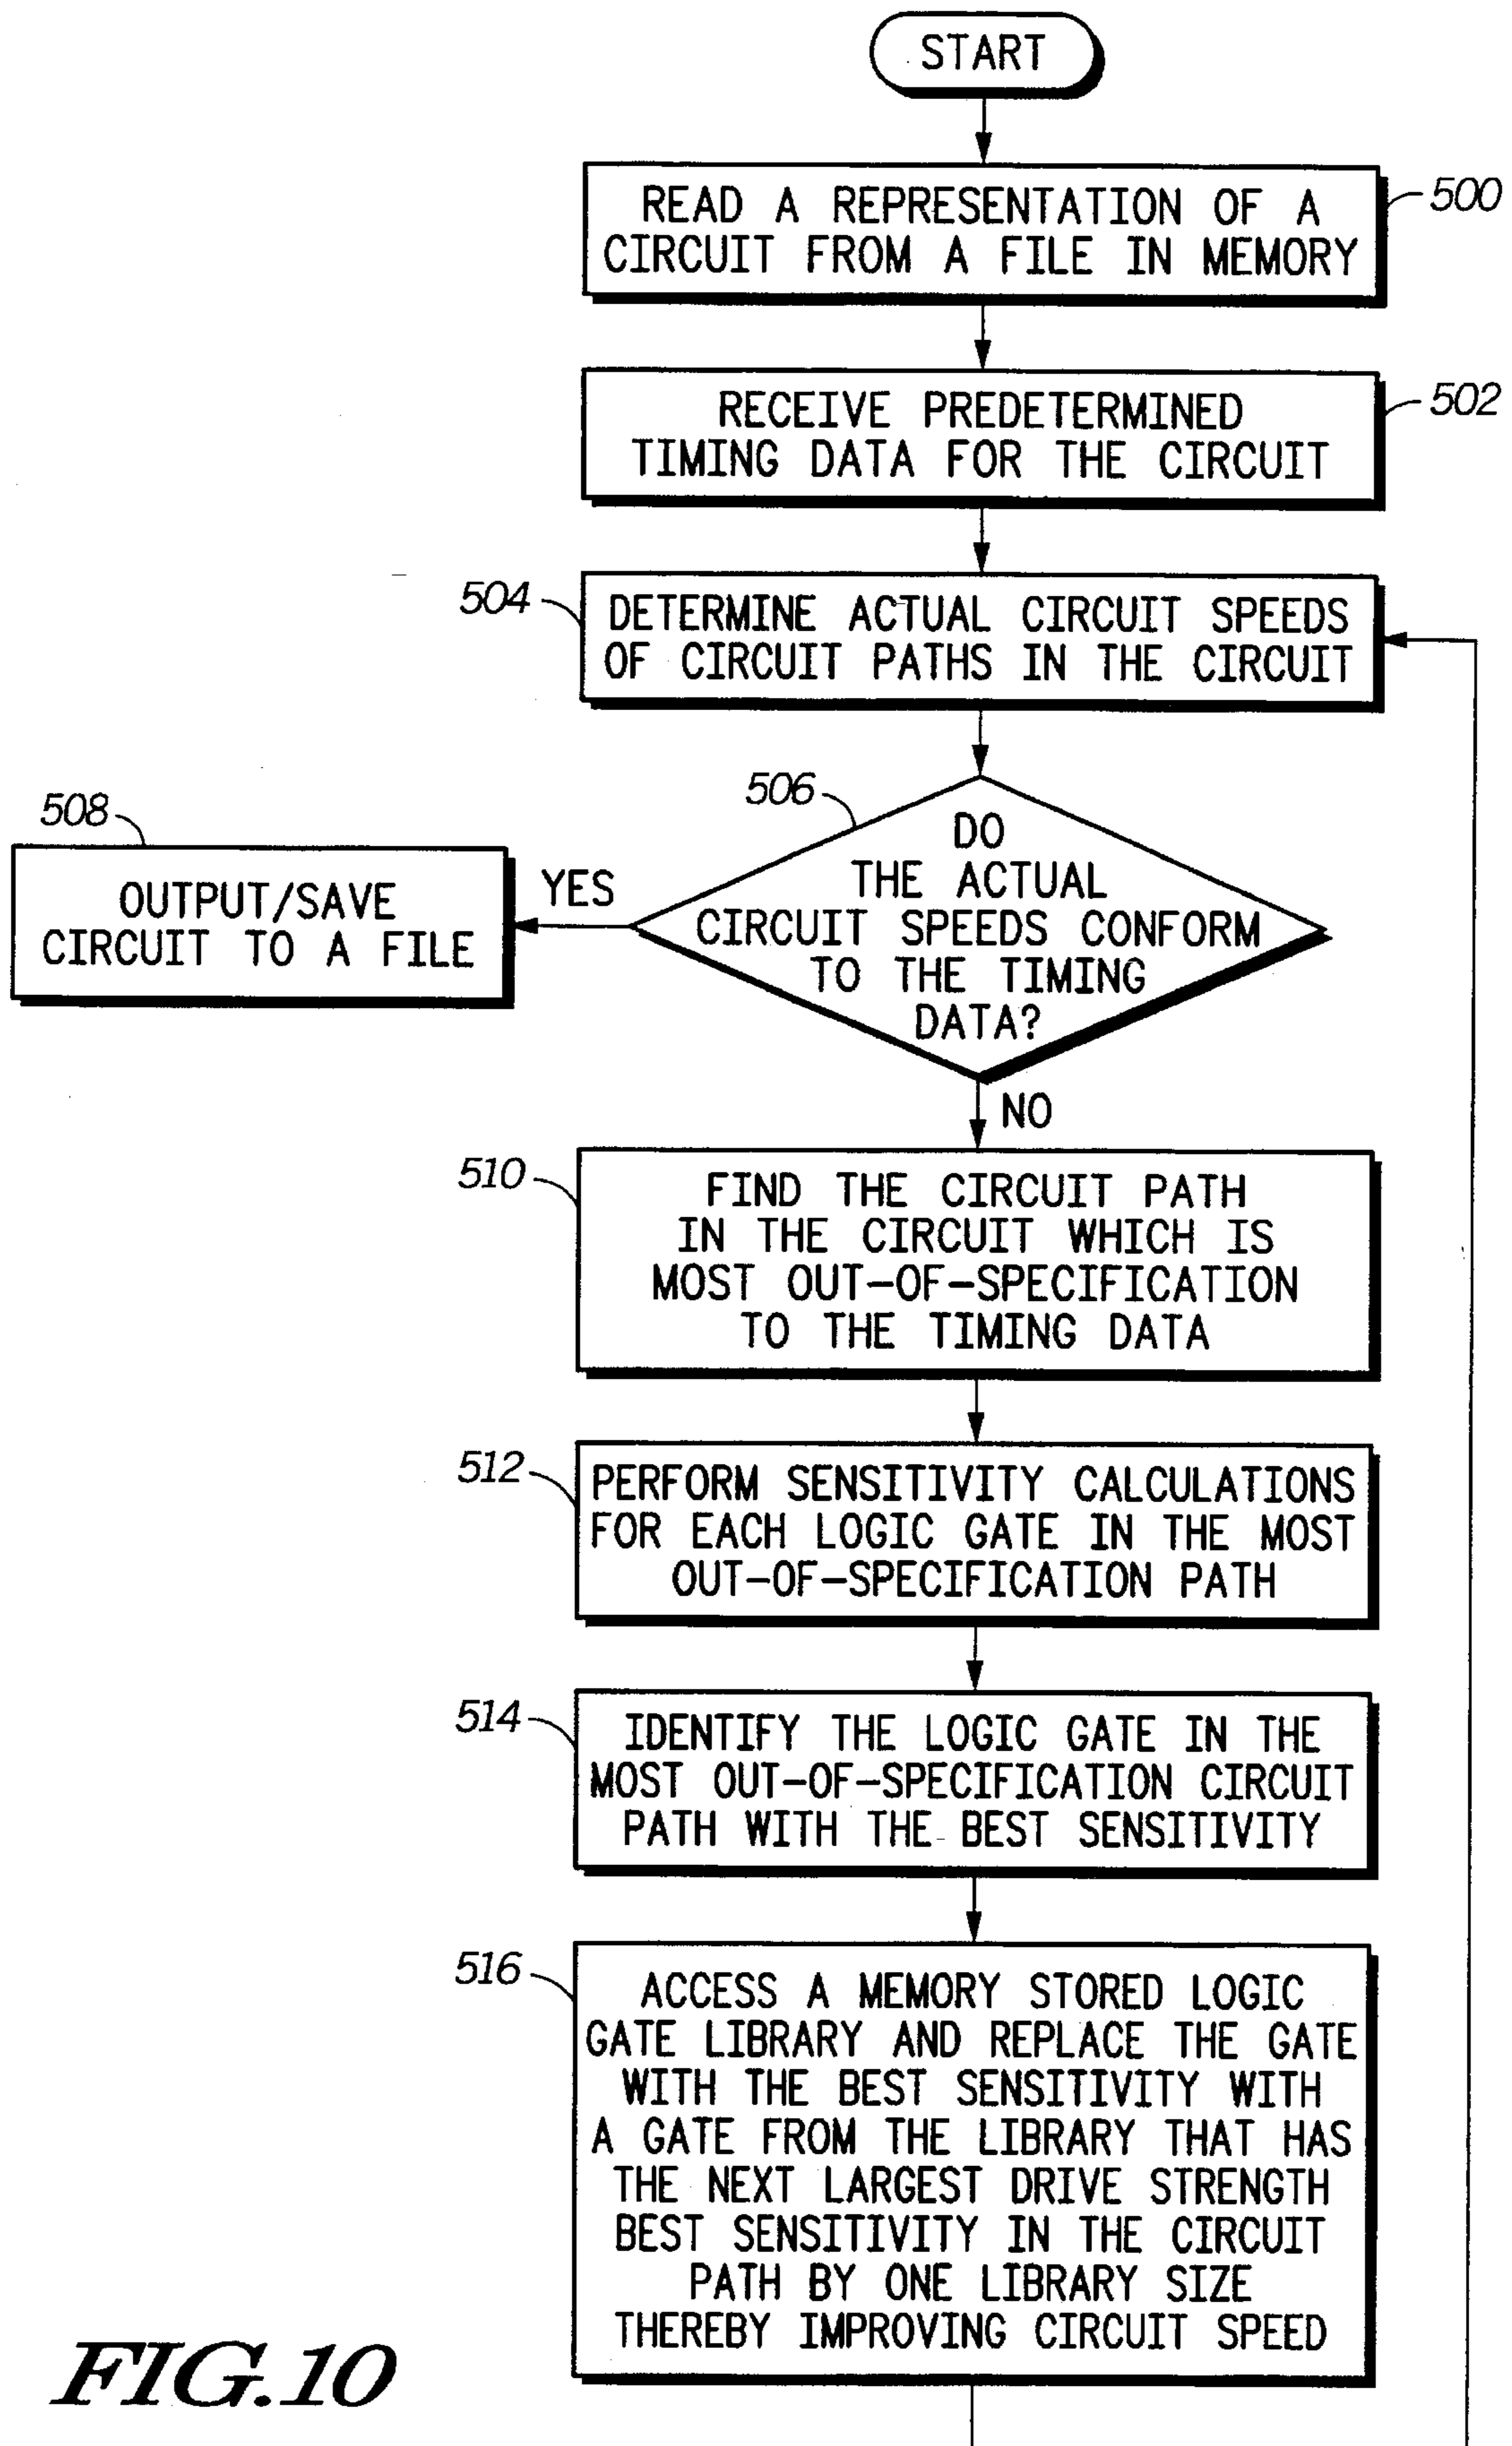 START
READ A REPRESENTATION OF A
CIRCUIT FROM A FILE IN MEMORY
500
RECEIVE PREDETERMINED
TIMING DATA FOR THE CIRCUIT
502
504
DETERMINE ACTUAL CIRCUIT SPEEDS
OF CIRCUIT PATHS IN THE CIRCUIT
506
DO
THE ACTUAL
CIRCUIT SPEEDS CONFORM
TO THE TIMING
DATA?
YES
508
OUTPUT/SAVE
CIRCUIT TO A FILE
NO
510
FIND THE CIRCUIT PATH
IN THE CIRCUIT WHICH IS
MOST OUT-OF-SPECIFICATION
TO THE TIMING DATA
512
PERFORM SENSITIVITY CALCULATIONS
FOR EACH LOGIC GATE IN THE MOST
OUT-OF-SPECIFICATION PATH
514
IDENTIFY THE LOGIC GATE IN THE
MOST OUT-OF-SPECIFICATION CIRCUIT
PATH WITH THE BEST SENSITIVITY
516
ACCESS A MEMORY STORED LOGIC
GATE LIBRARY AND REPLACE THE GATE
WITH THE BEST SENSITIVITY WITH
A GATE FROM THE LIBRARY THAT HAS
THE NEXT LARGEST DRIVE STRENGTH
BEST SENSITIVITY IN THE CIRCUIT
PATH BY ONE LIBRARY SIZE
THEREBY IMPROVING CIRCUIT SPEED
FIG.10